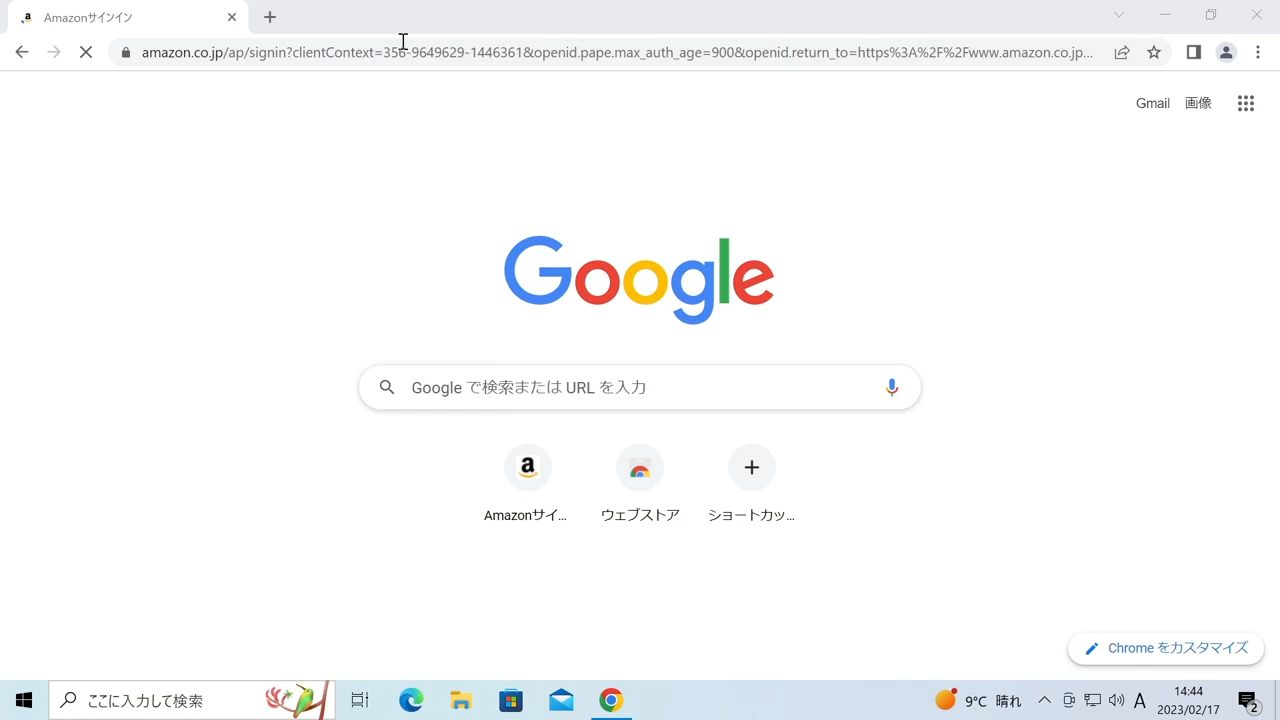 Amazonサインイン
amazon.co.jp/ap/signin?clientContext=356-9649629-1446361&openid.pape.max_auth_age=900&openid.return_to=https%3A%2F%2Fwww.amazon.co.jp...
Gmail 画像
Google
Google で検索または URL を入力
Amazonサイ... ウェブストア ショートカッ...
Chrome をカスタマイズ
ここに入力して検索
9°C 晴れ
A
14:44
2023/02/17
2